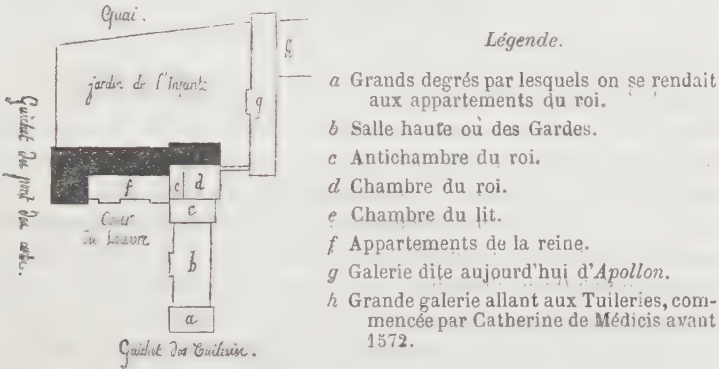 Quai.
jardin de l'Infante
g
Guichet du pont des arts.
f
e
d
Cour
du Louvre
c
b
a
Guichet des Tuileries.
Légende.
a Grands degrés par lesquels on se rendait
aux appartements du roi.
b Salle haute où des Gardes.
c Antichambre du roi.
d Chambre du roi.
e Chambre du lit.
f Appartements de la reine.
g Galerie dite aujourd'hui d'Apollon.
h Grande galerie allant aux Tuileries, com-
mencée par Catherine de Médicis avant
1572.